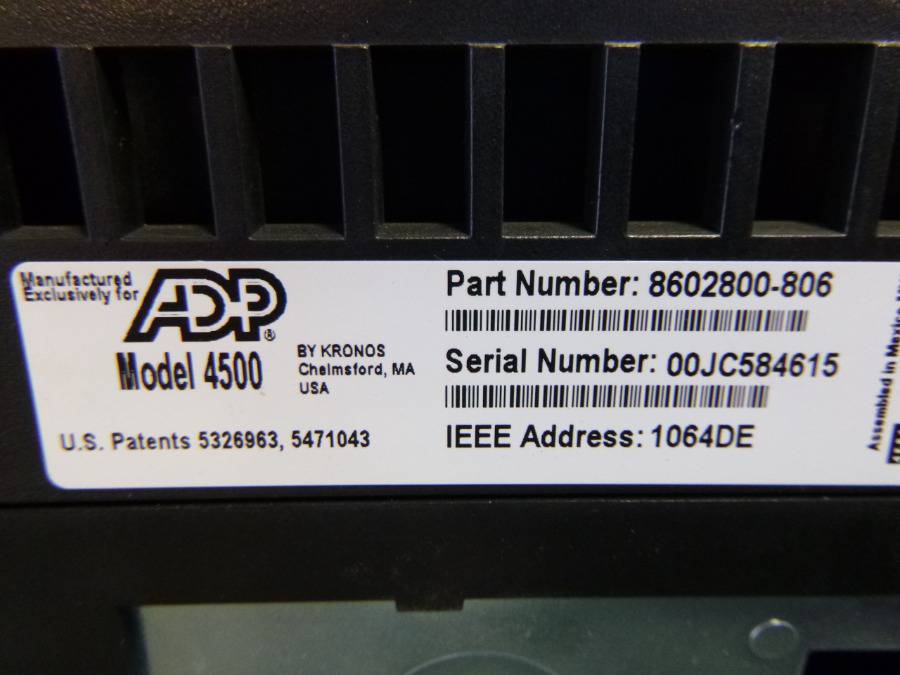 Manufactured
Exclusively for
ADP®
Model 4500
BY KRONOS
Chelmsford, MA
USA
U.S. Patents 5326963, 5471043
Part Number: 8602800-806
Serial Number: 00JC584615
IEEE Address: 1064DE
Assembled in Mexico